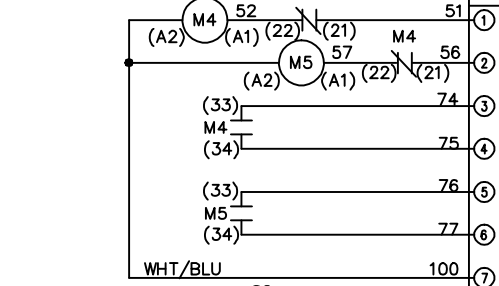 M4 52 51 1
(A2) (A1) (22) (21) M4
M5 57 56 2
(A2) (A1) (22) (21)
(33) 74 3
M4
(34) 75 4
(33) 76 5
M5
(34) 77 6
WHT/BLU 100 7